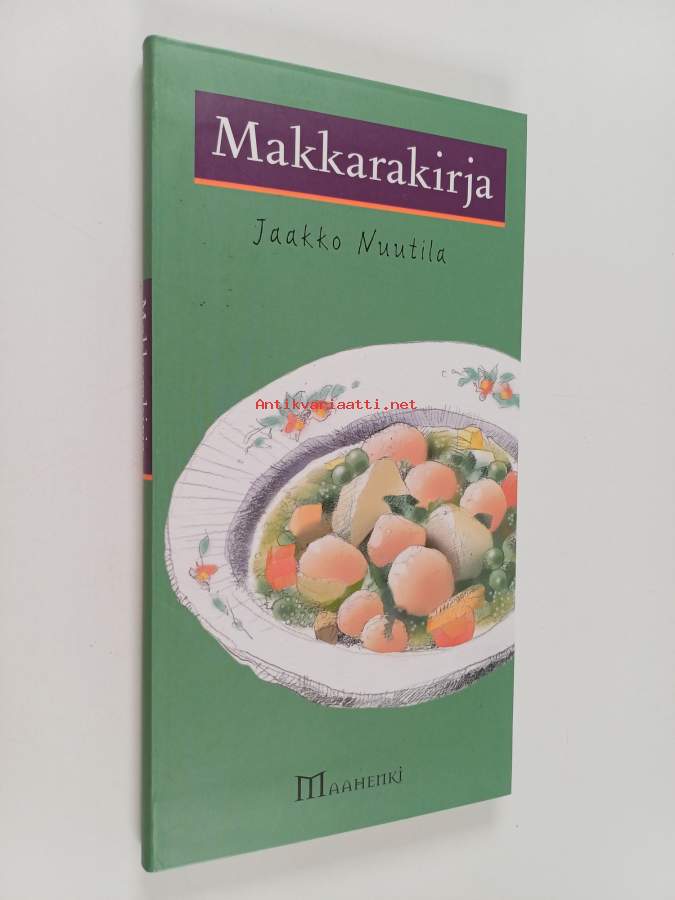 Makkarakirja
Jaakko Nuutila
Antikvariaatti.net
MAAHENKI